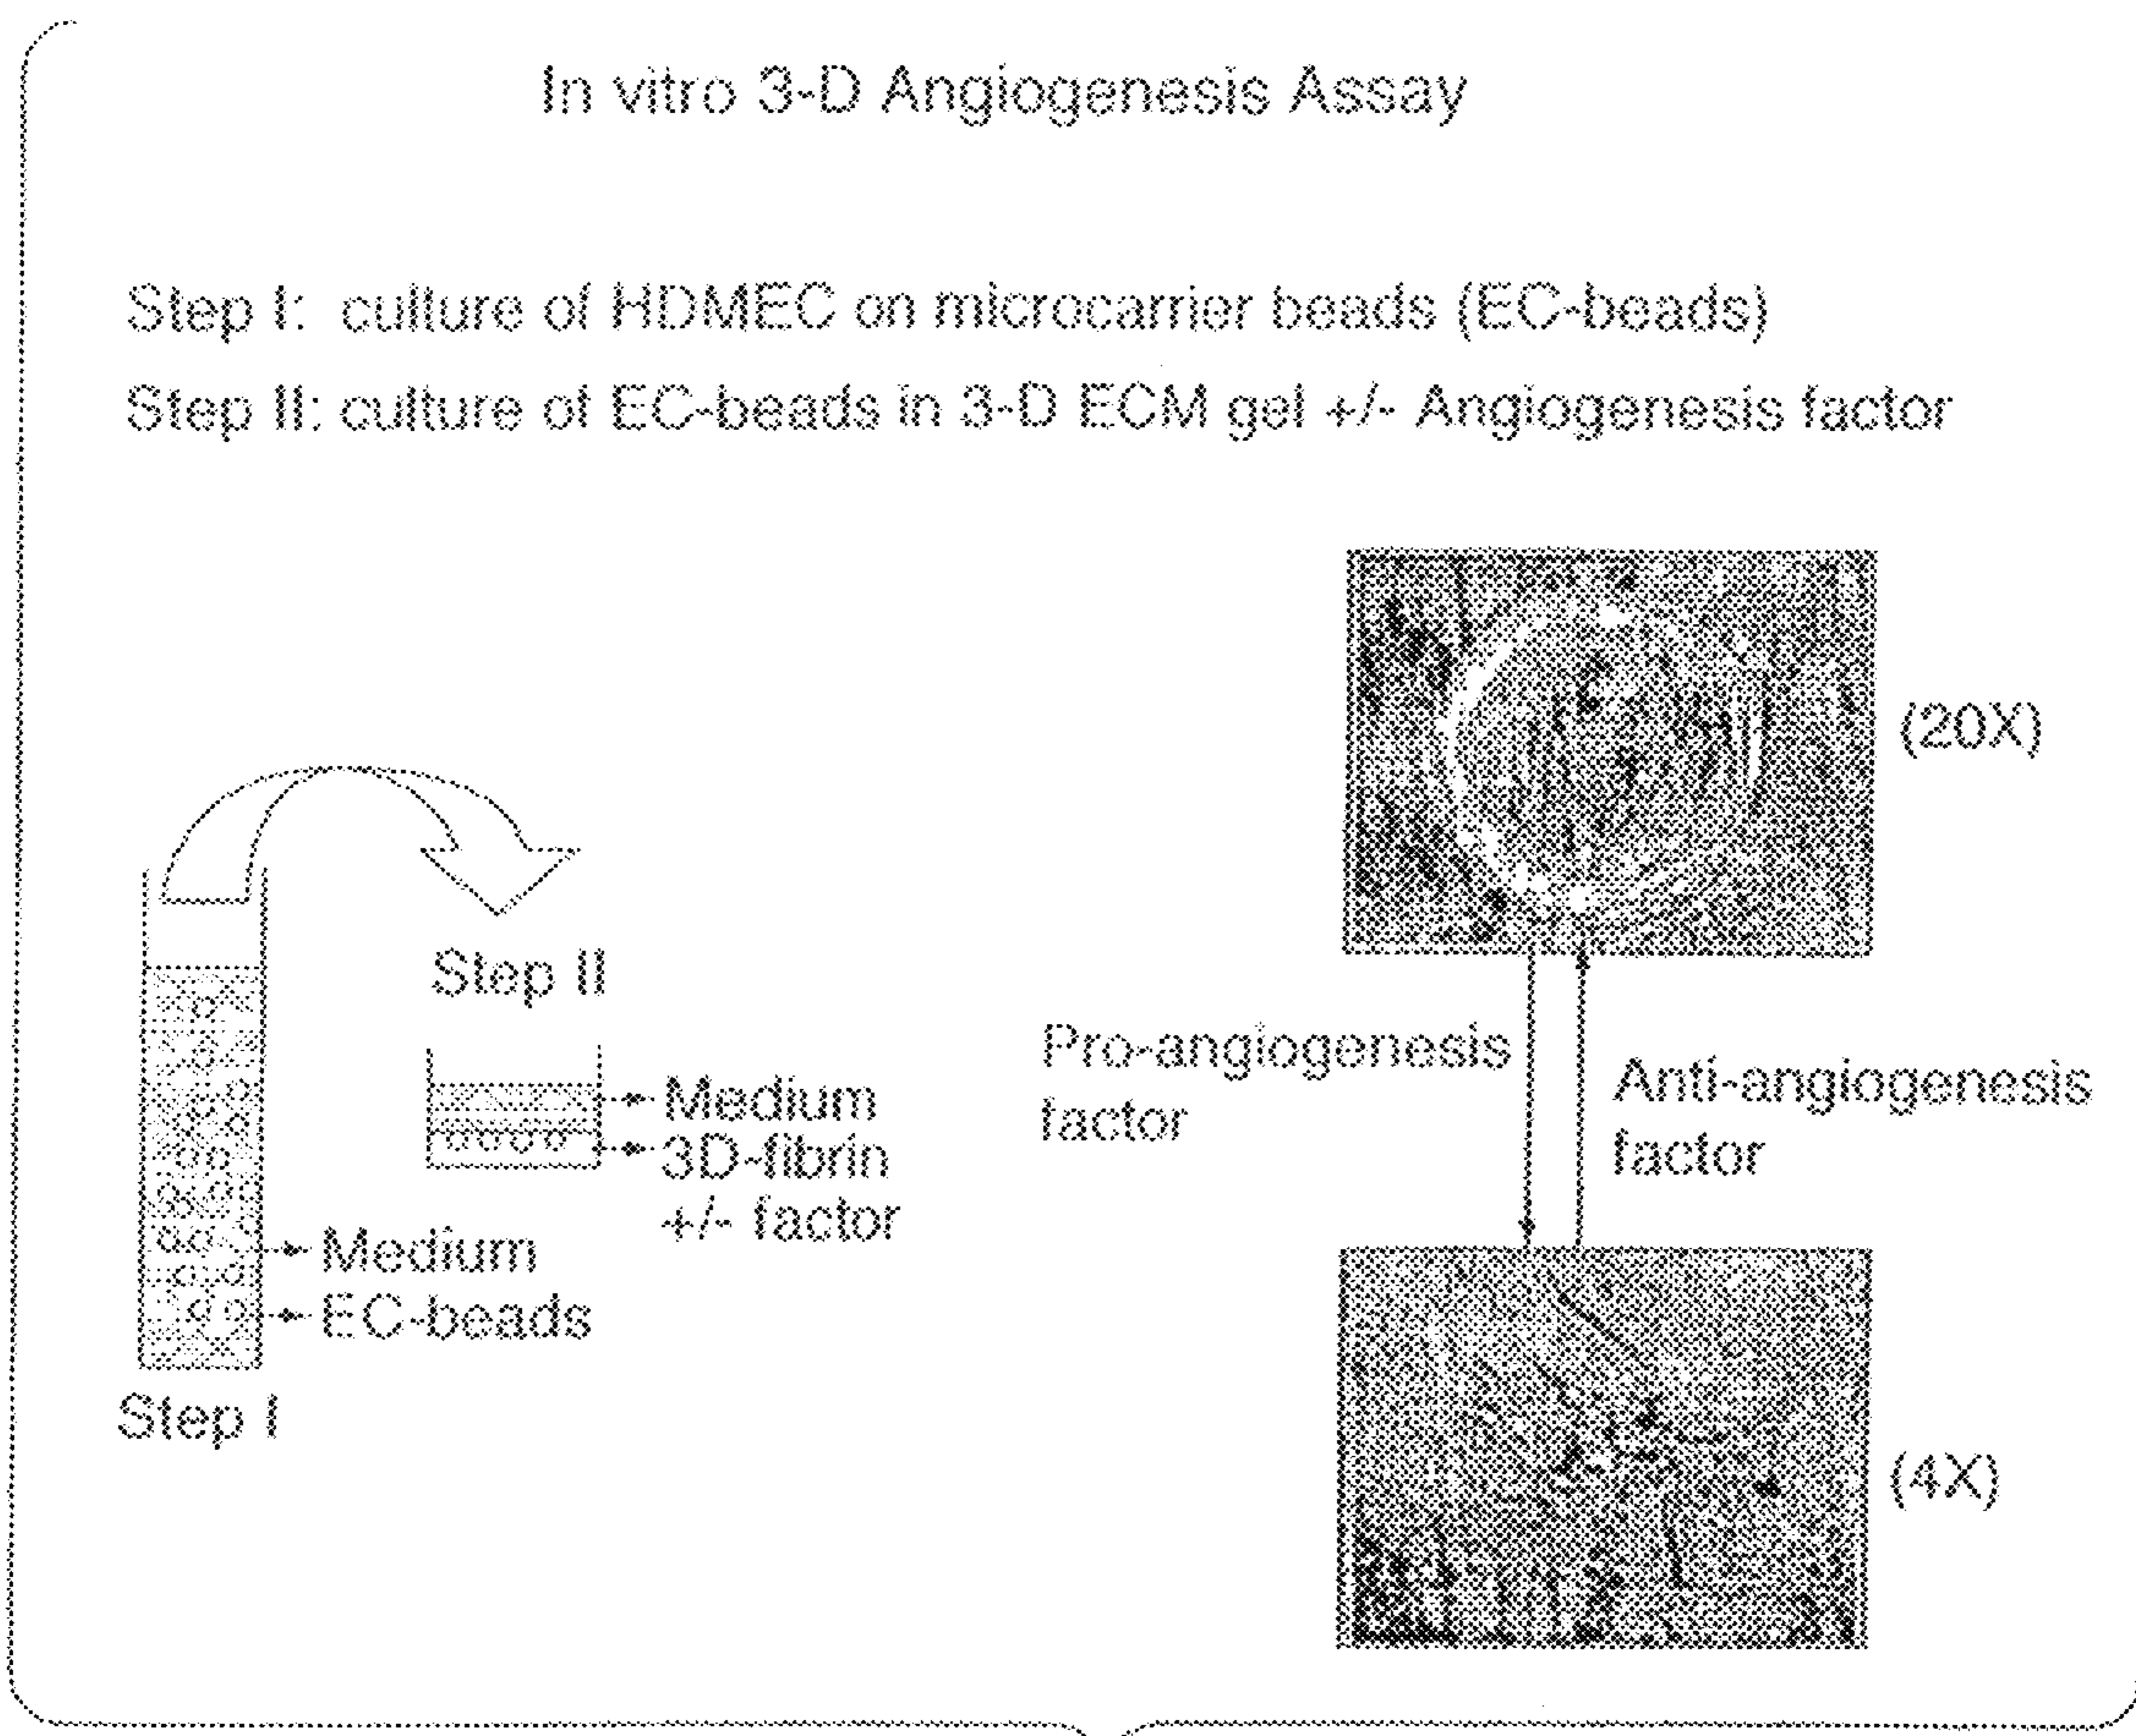 In vitro 3-D Angiogenesis Assay
Step I: culture of HDMEC on microcarrier beads (EC-beads)
Step II: culture of EC-beads in 3-D ECM gel +/- Angiogenesis factor
(20X)
Step II
Medium
3D-fibrin
+/- factor
Medium
EC-beads
Step I
Pro-angiogenesis
factor
Anti-angiogenesis
factor
(4X)